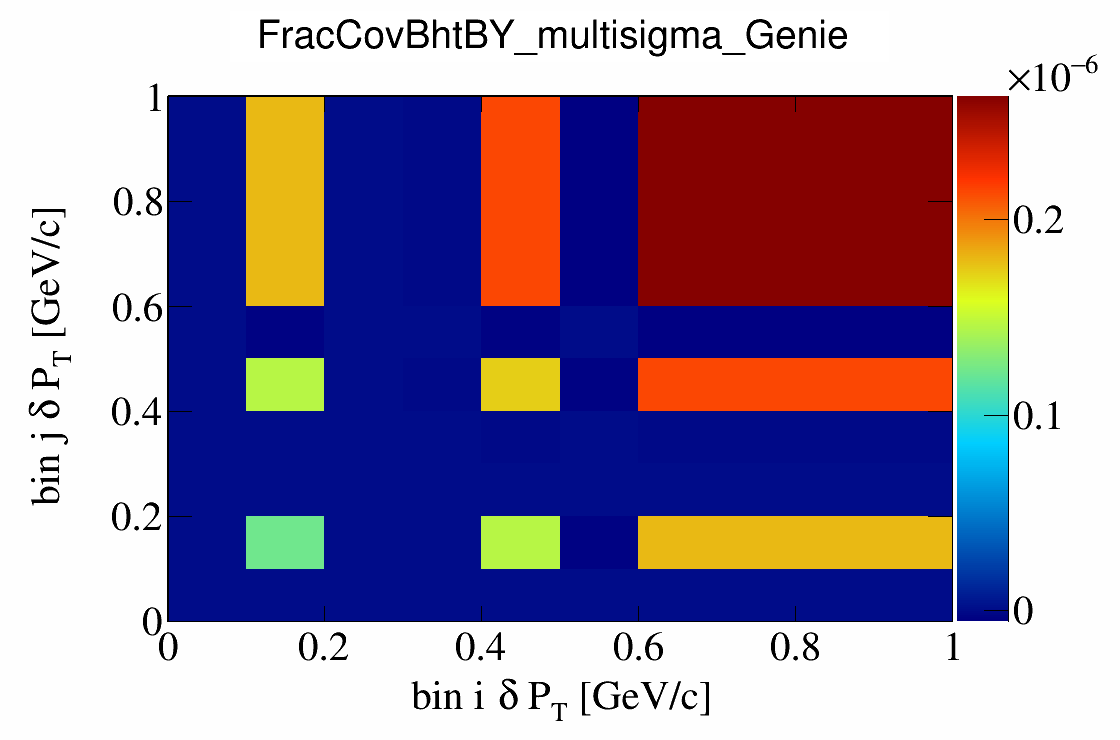 FracCovBhtBY_multisigma_Genie
×10⁻⁶
1
0.8
0.6
0.4
0.2
0
bin j δ P_T [GeV/c]
0 0.2 0.4 0.6 0.8 1
bin i δ P_T [GeV/c]
0.2
0.1
0